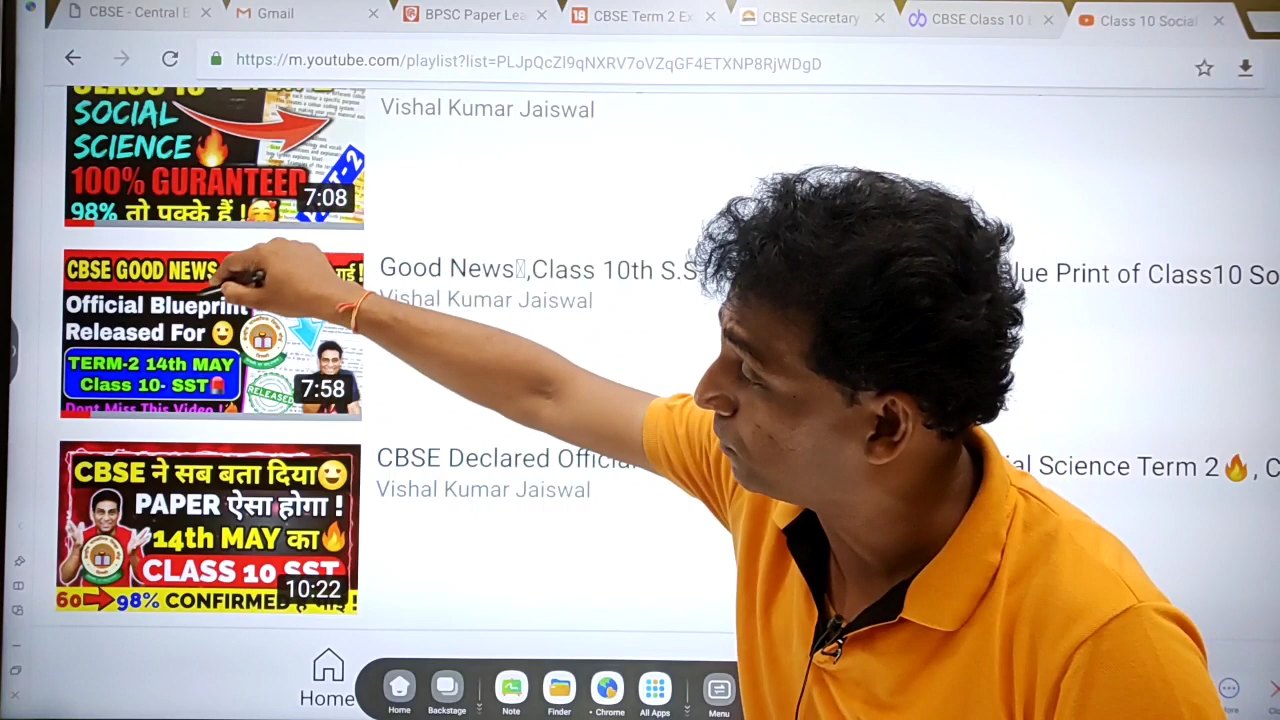 CBSE - Central E
Gmail
BPSC Paper Lea
18 CBSE Term 2 Ex
CBSE Secretary
CBSE Class 10
Class 10 Social
https://m.youtube.com/playlist?list=PLJpQcZl9qNXRV7oVZqGF4ETXNP8RjWDgD
SOCIAL
SCIENCE
100% GURANTEED
98% तो पक्के हैं !
7:08
Vishal Kumar Jaiswal
CBSE GOOD NEWS
Official Blueprint
Released For
TERM-2 14th MAY
Class 10- SST
Dont Miss This Video !
RELEASED
7:58
Good News ,Class 10th S.S
lue Print of Class10 So
Vishal Kumar Jaiswal
CBSE ने सब बता दिया
PAPER ऐसा होगा !
14th MAY का
CLASS 10 SST
60 98% CONFIRMED
10:22
CBSE Declared Official
al Science Term 2 , C
Vishal Kumar Jaiswal
Home
Home
Backstage
Note
Finder
Chrome
All Apps
Menu